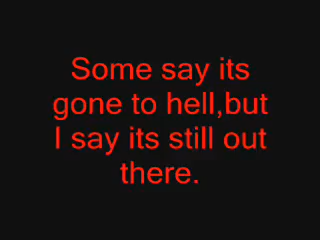 Some say its
gone to hell,but
I say its still out
there.